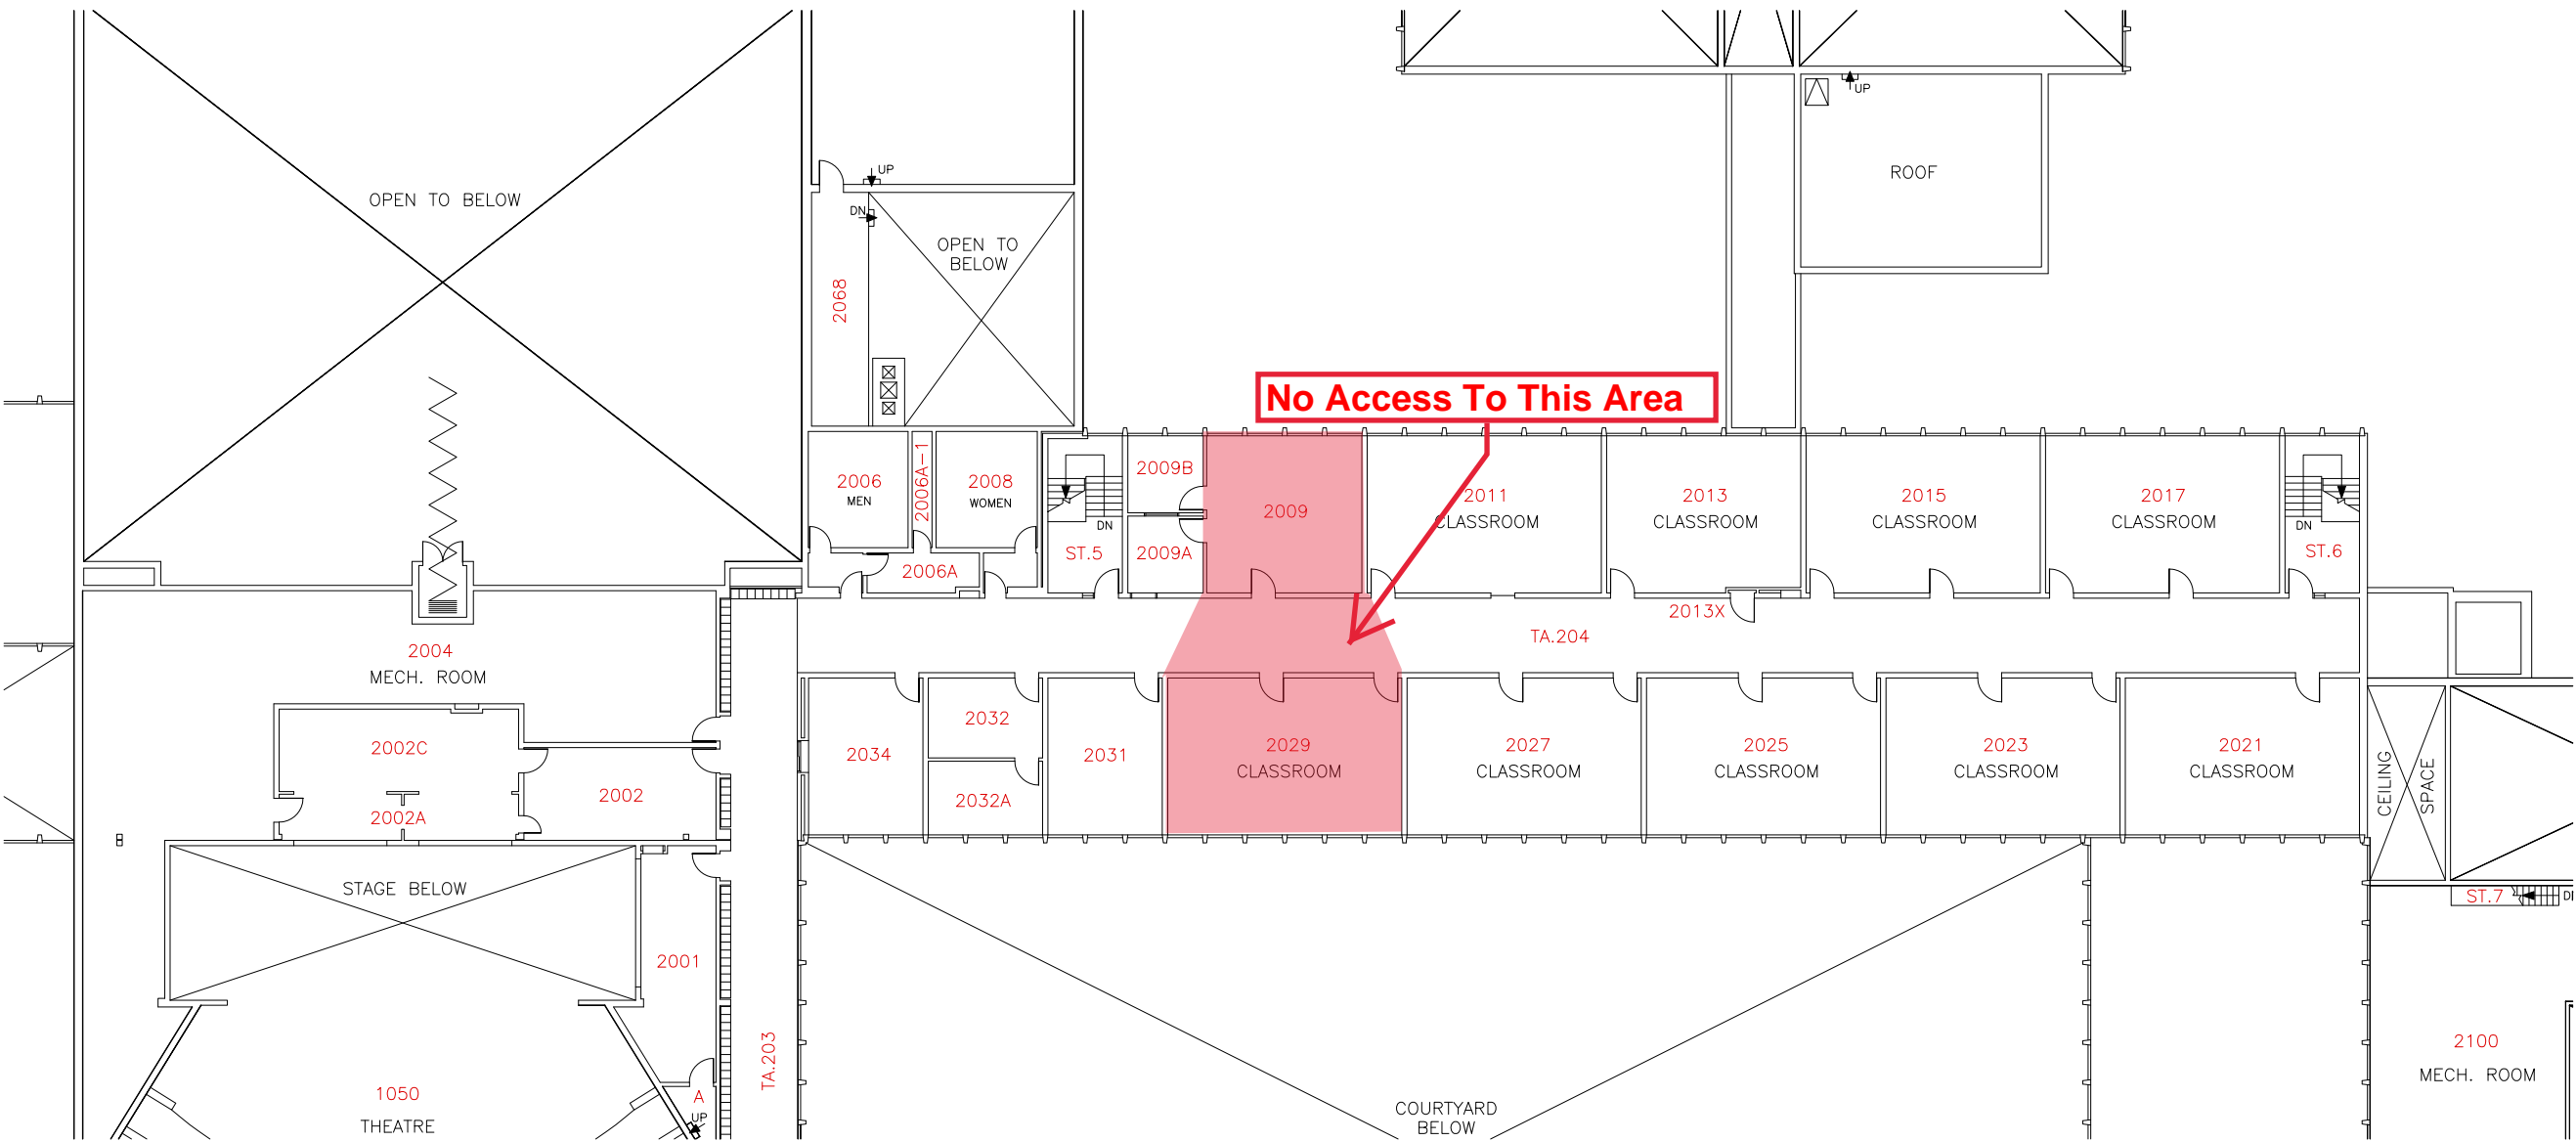 UP
ROOF
UP
OPEN TO BELOW
DN
OPEN TO
BELOW
2068
No Access To This Area
2009B
2006
MEN
2006A-1
2008
WOMEN
2009
2011
CLASSROOM
2013
CLASSROOM
2015
CLASSROOM
2017
CLASSROOM
DN
DN
ST.5
2009A
ST.6
2006A
2013X
TA.204
2004
MECH. ROOM
2032
2034
2031
2029
CLASSROOM
2027
CLASSROOM
2025
CLASSROOM
2023
CLASSROOM
2021
CLASSROOM
CEILING
SPACE
2002C
2002
2032A
2002A
STAGE BELOW
ST.7
2001
TA.203
2100
MECH. ROOM
1050
THEATRE
A
UP
COURTYARD
BELOW